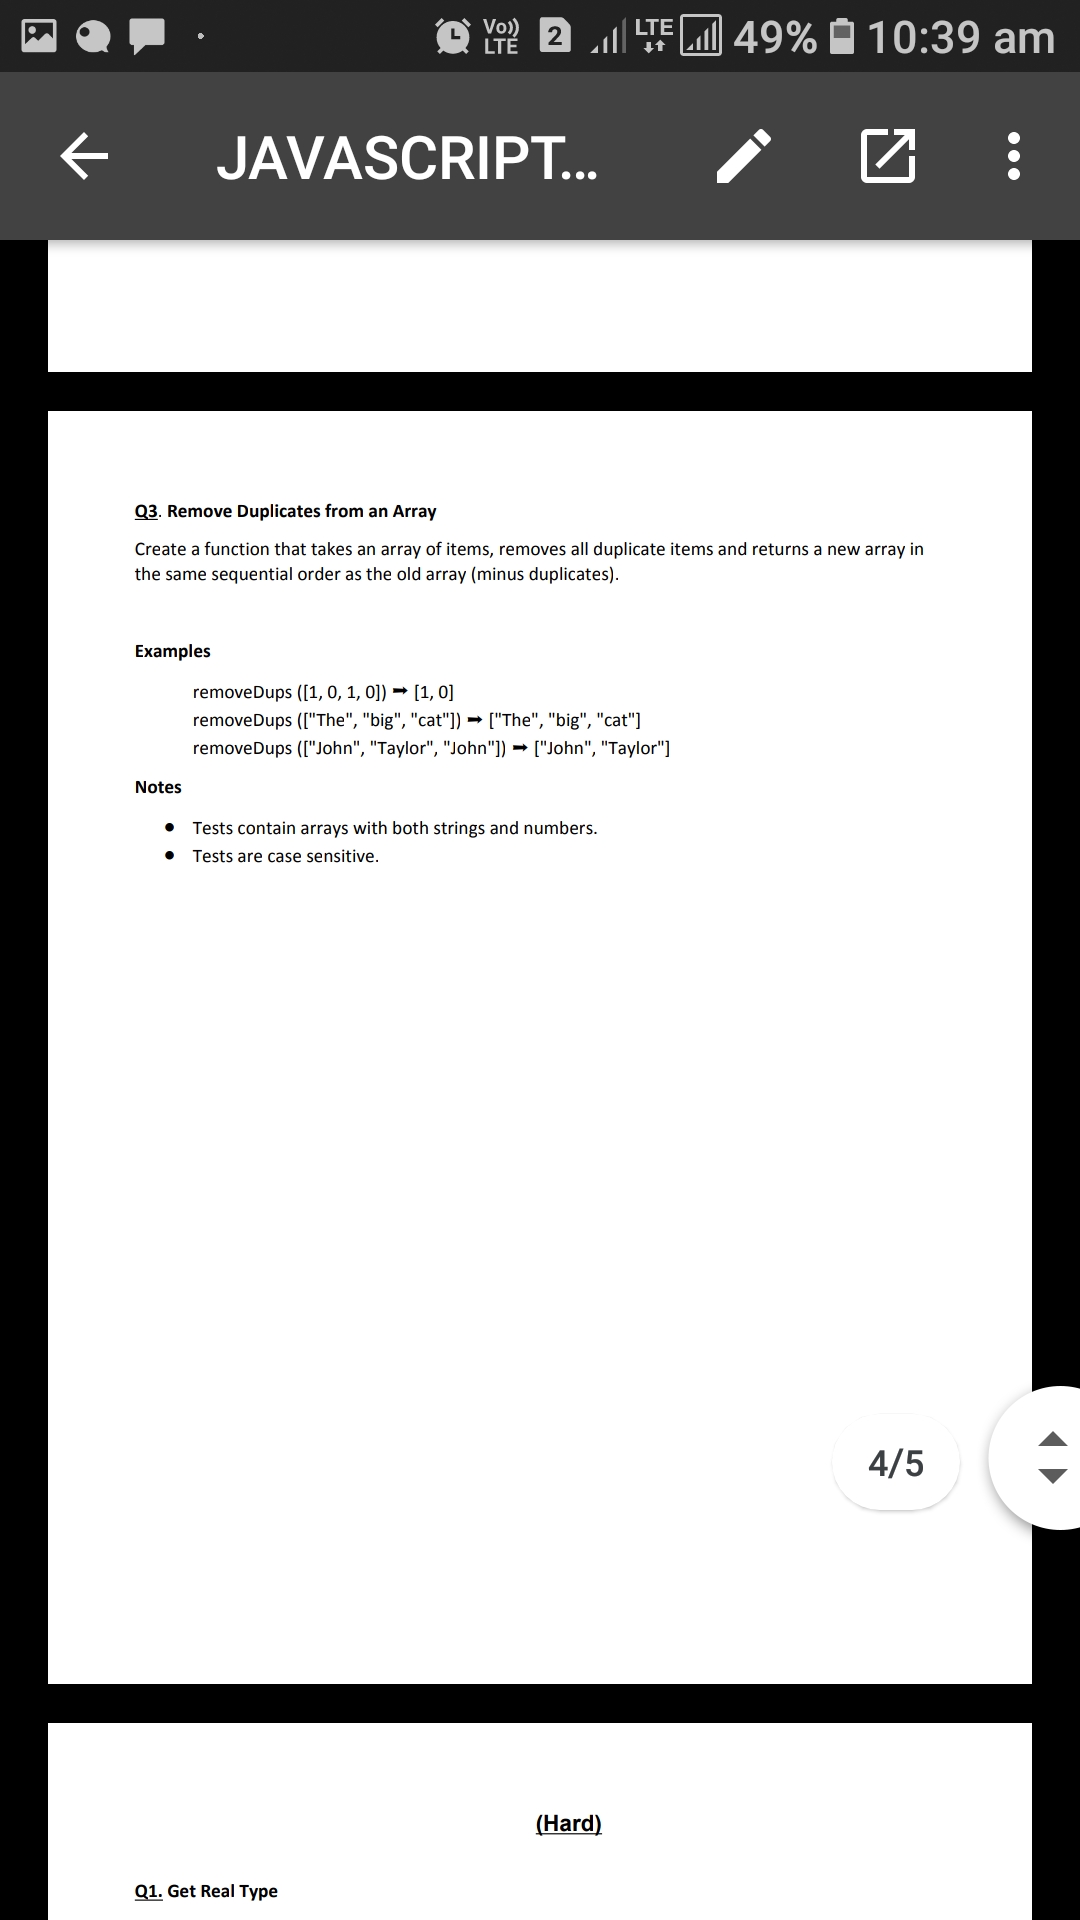 Vo)) LTE 2 LTE 49% 10:39 am
JAVASCRIPT...
Q3. Remove Duplicates from an Array
Create a function that takes an array of items, removes all duplicate items and returns a new array in
the same sequential order as the old array (minus duplicates).
Examples
removeDups ([1, 0, 1, 0]) ➡ [1, 0]
removeDups (["The", "big", "cat"]) ➡ ["The", "big", "cat"]
removeDups (["John", "Taylor", "John"]) ➡ ["John", "Taylor"]
Notes
● Tests contain arrays with both strings and numbers.
● Tests are case sensitive.
4/5
(Hard)
Q1. Get Real Type